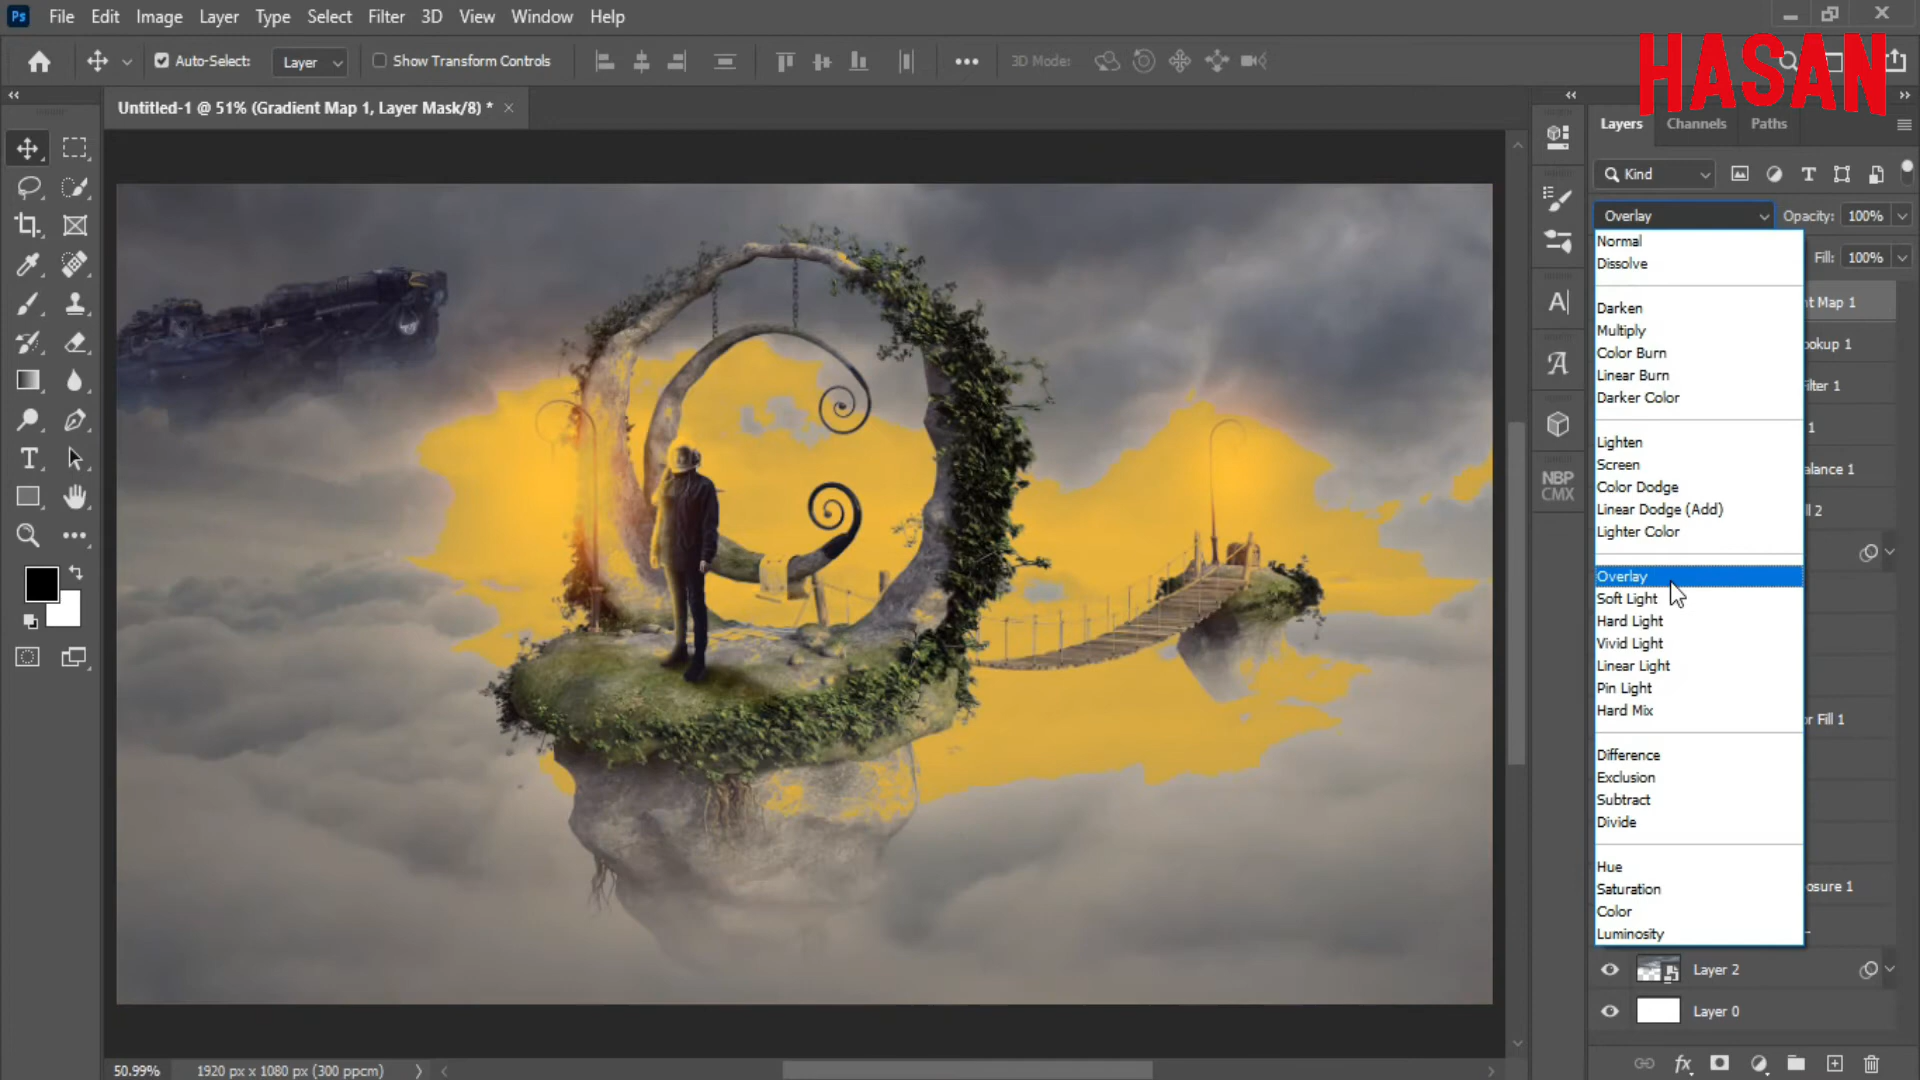 Ps File Edit Image Layer Type Select Filter 3D View Window Help
Auto-Select: Layer Show Transform Controls 3D Mode:
HASAN
Untitled-1 @ 51% (Gradient Map 1, Layer Mask/8) *
Layers Channels Paths
Kind
Overlay Opacity: 100%
Fill: 100%
Normal
Dissolve
Darken
Multiply
Color Burn
Linear Burn
Darker Color
Lighten
Screen
Color Dodge
Linear Dodge (Add)
Lighter Color
Overlay
Soft Light
Hard Light
Vivid Light
Linear Light
Pin Light
Hard Mix
Difference
Exclusion
Subtract
Divide
Hue
Saturation
Color
Luminosity
nt Map 1
ookup 1
ilter 1
1
alance 1
ll 2
or Fill 1
osure 1
NBP
CMX
Layer 2
Layer 0
50.99% 1920 px x 1080 px (300 ppcm)